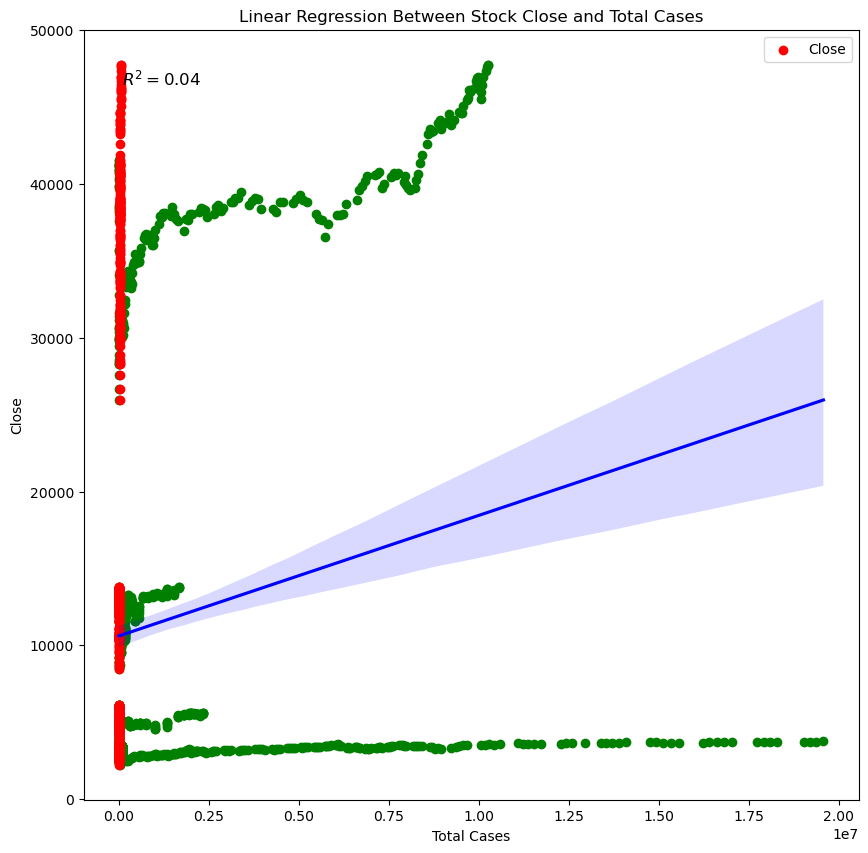 Linear Regression Between Stock Close and Total Cases
50000
Close
R² = 0.04
40000
30000
Close
20000
10000
0
0.00 0.25 0.50 0.75 1.00 1.25 1.50 1.75 2.00
1e7
Total Cases